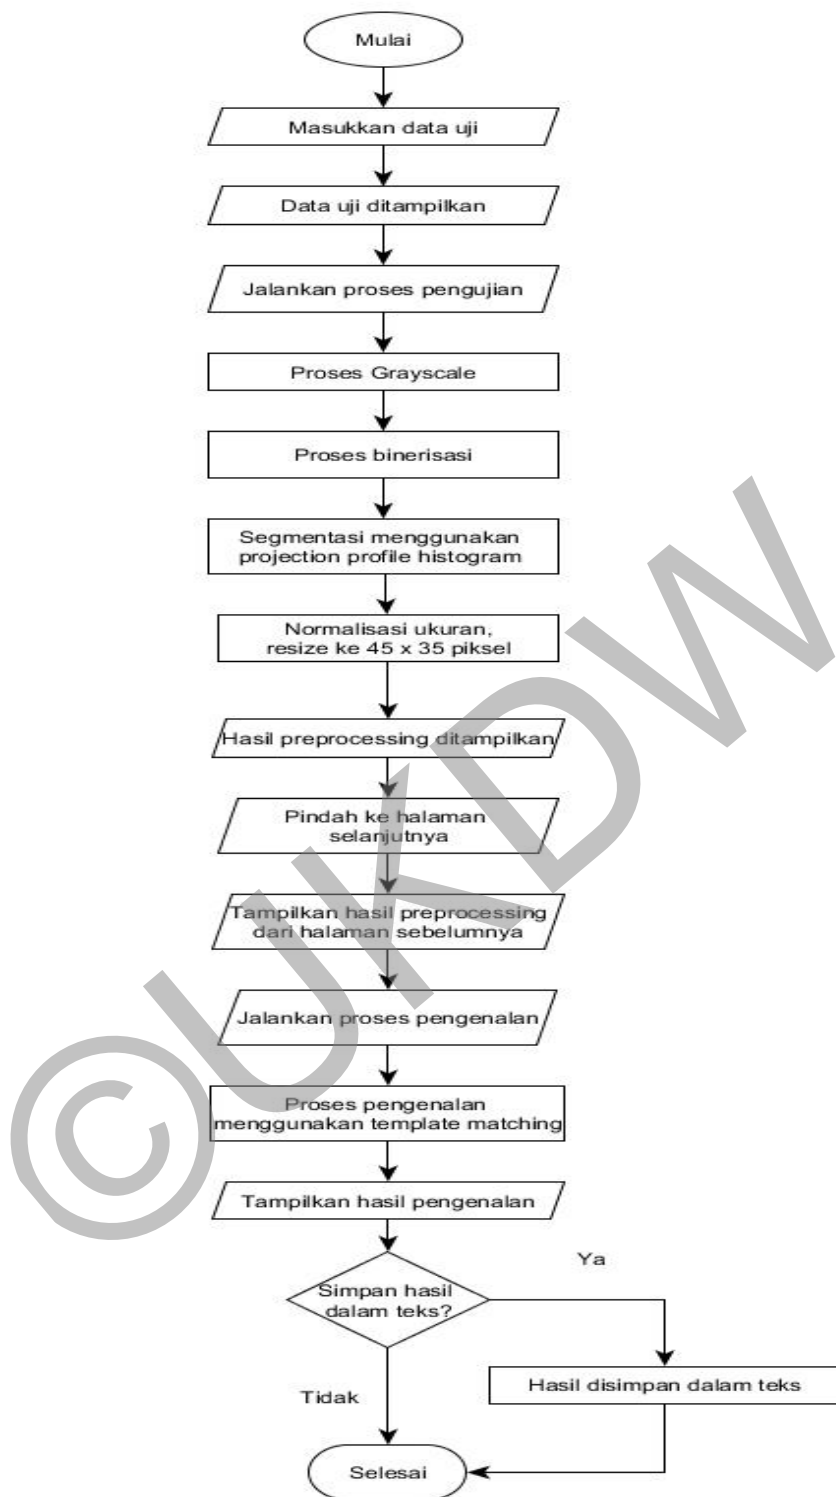 Mulai
Masukkan data uji
Data uji ditampilkan
Jalankan proses pengujian
Proses Grayscale
Proses binerisasi
Segmentasi menggunakan
projection profile histogram
Normalisasi ukuran,
resize ke 45 x 35 piksel
Hasil preprocessing ditampilkan
Pindah ke halaman
selanjutnya
Tampilkan hasil preprocessing
dari halaman sebelumnya
Jalankan proses pengenalan
Proses pengenalan
menggunakan template matching
Tampilkan hasil pengenalan
Simpan hasil
dalam teks?
Ya
Hasil disimpan dalam teks
Tidak
Selesai
©UKDW